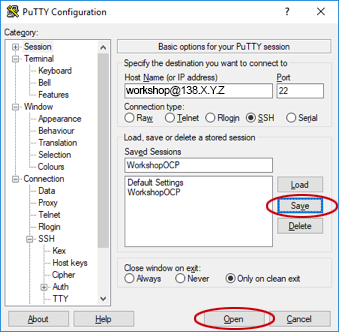 PuTTY Configuration
Category:
Session
Terminal
Keyboard
Bell
Features
Window
Appearance
Behaviour
Translation
Selection
Colours
Connection
Data
Proxy
Telnet
Rlogin
SSH
Kex
Host keys
Cipher
Auth
TTY
Basic options for your PuTTY session
Specify the destination you want to connect to
Host Name (or IP address) Port
workshop@138.X.Y.Z 22
Connection type:
Raw Telnet Rlogin SSH Serial
Load, save or delete a stored session
Saved Sessions
WorkshopOCP
Default Settings
WorkshopOCP
Load
Save
Delete
Close window on exit:
Always Never Only on clean exit
About Help Open Cancel